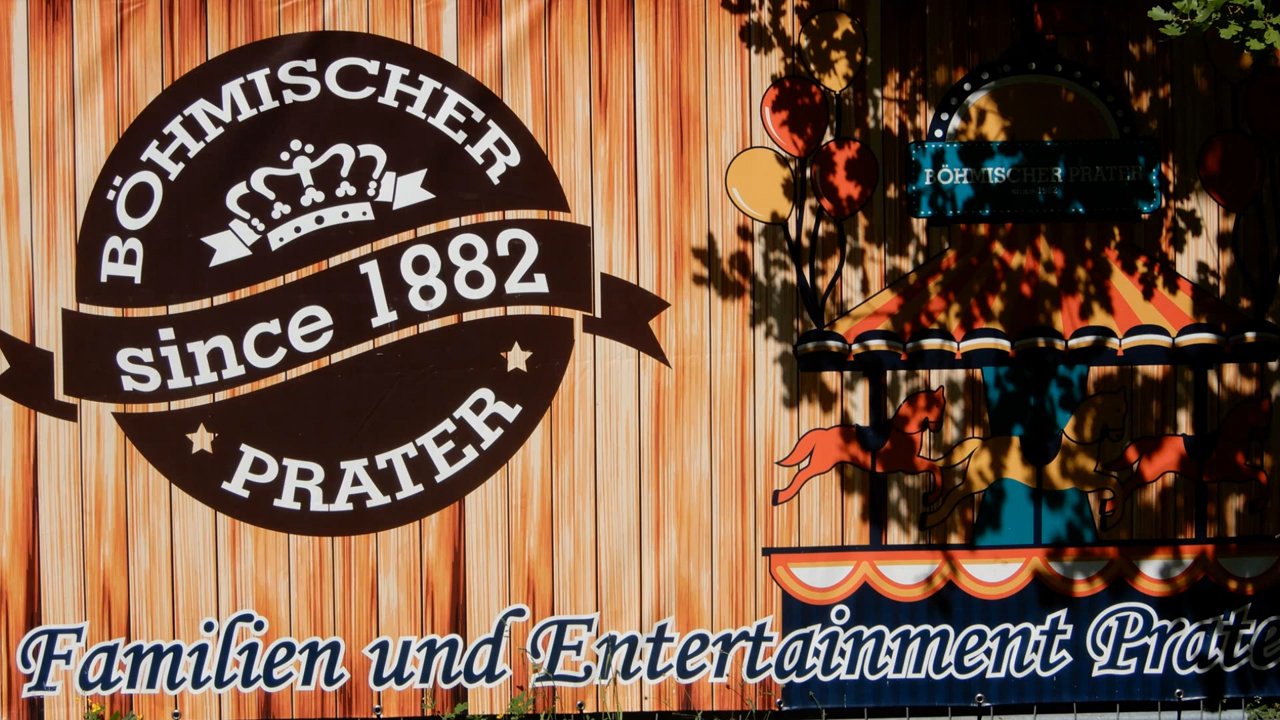 BÖHMISCHER
since 1882
PRATER
BÖHMISCHER PRATER
Familien und Entertainment Prate